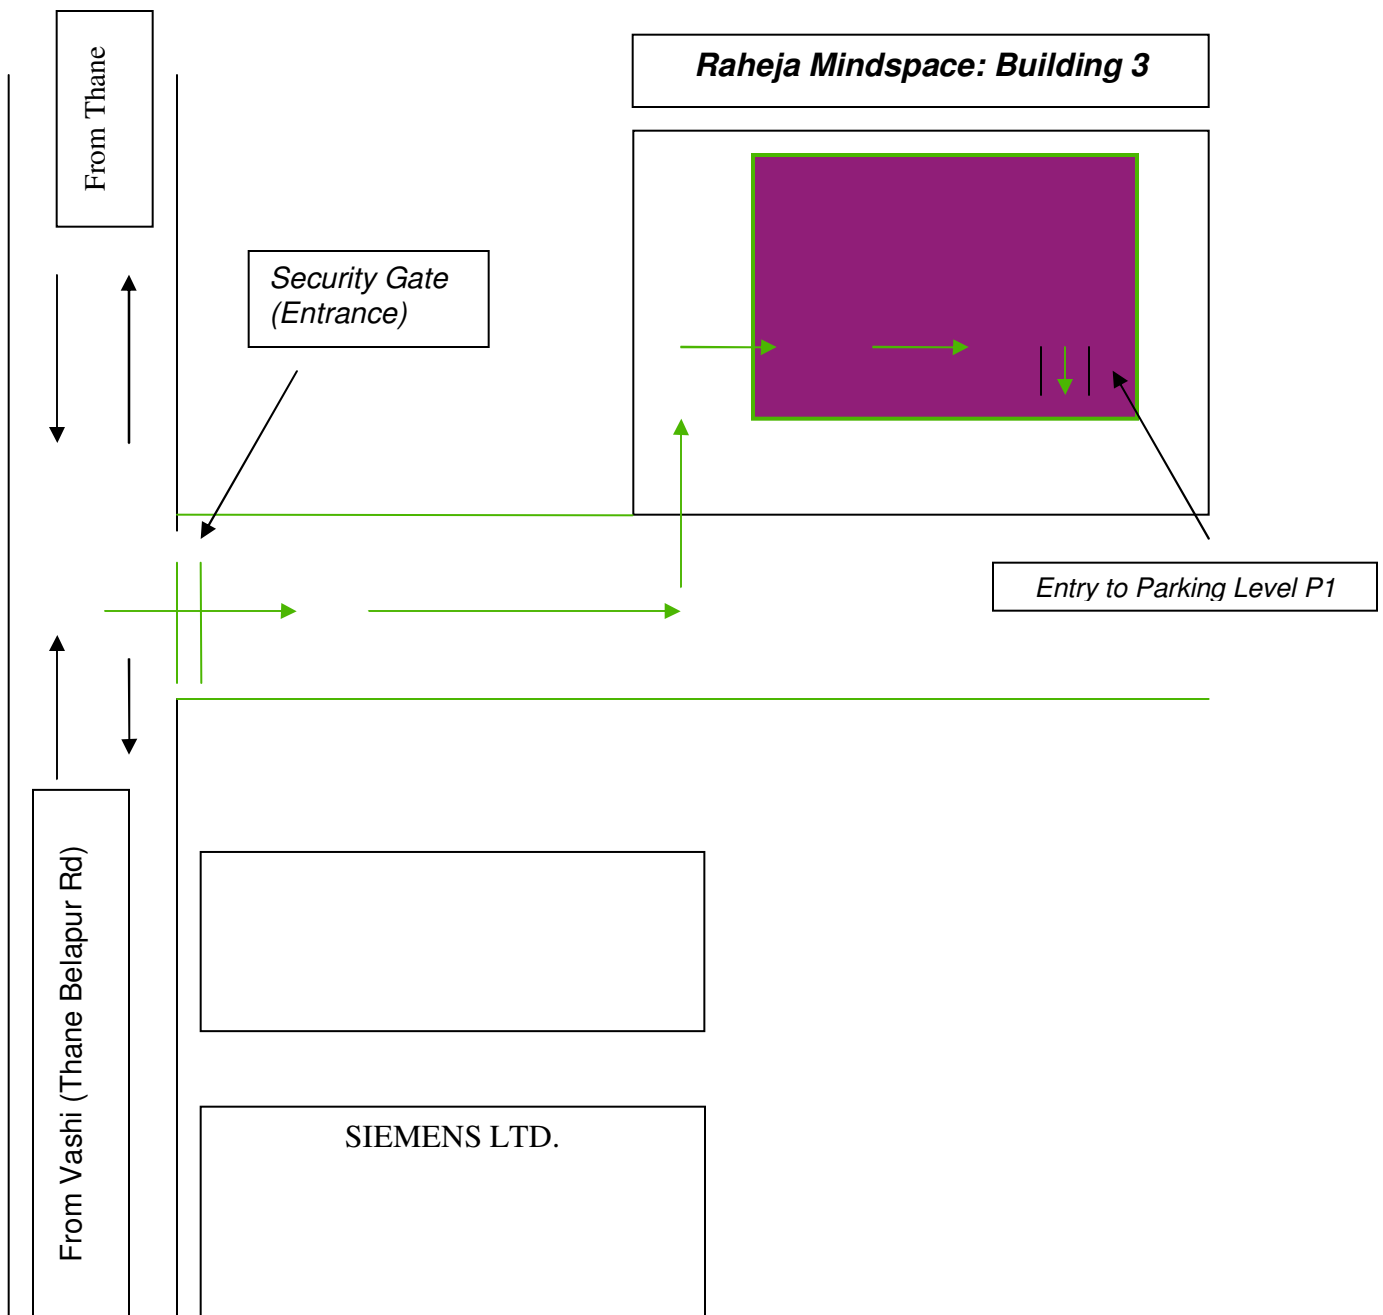 From Thane
Raheja Mindspace: Building 3
Security Gate
(Entrance)
Entry to Parking Level P1
From Vashi (Thane Belapur Rd)
SIEMENS LTD.